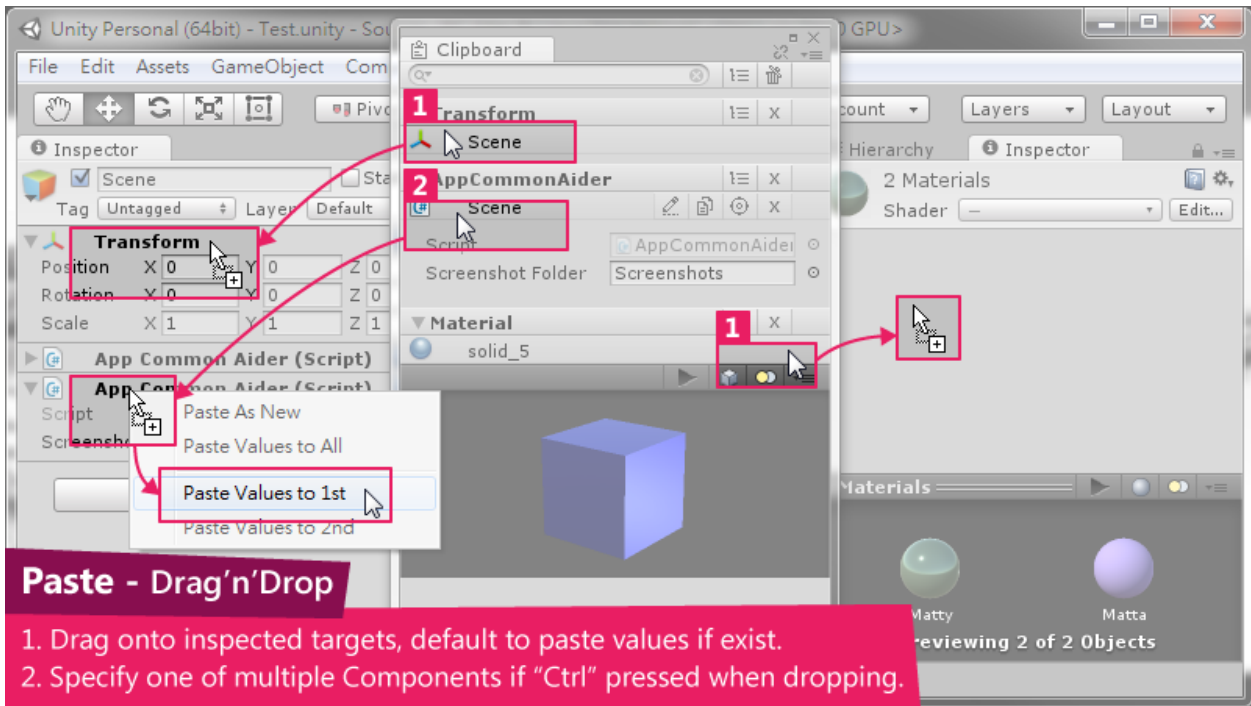 Unity Personal (64bit) - Test.unity - Sou
GPU>
File Edit Assets GameObject Com
Pivo
count
Layers
Layout
Inspector
Scene
Sta
Tag Untagged
Layer Default
Transform
Position X 0 Y 0 Z 0
Rotation X 0 Y 0 Z 0
Scale X 1 Y 1 Z 1
App Common Aider (Script)
App Common Aider (Script)
Script
Screensh
Paste As New
Paste Values to All
Paste Values to 1st
Paste Values to 2nd
Clipboard
1
Transform
Scene
2
AppCommonAider
Scene
Script AppCommonAider
Screenshot Folder Screenshots
Material
1
solid_5
Hierarchy
Inspector
2 Materials
Shader
Edit...
Materials
Matty
Matta
reviewing 2 of 2 Objects
Paste - Drag'n'Drop
1. Drag onto inspected targets, default to paste values if exist.
2. Specify one of multiple Components if "Ctrl" pressed when dropping.